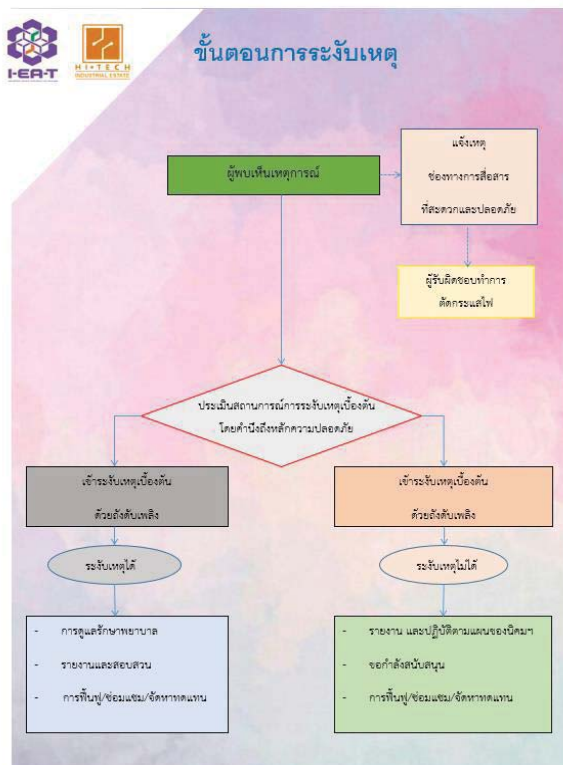 I-EA-T
HI-TECH
INDUSTRIAL ESTATE
ขั้นตอนการระงับเหตุ
ผู้พบเห็นเหตุการณ์
แจ้งเหตุ
ช่องทางการสื่อสาร
ที่สะดวกและปลอดภัย
ผู้รับผิดชอบทำการ
ตัดกระแสไฟ
ประเมินสถานการณ์การระงับเหตุเบื้องต้น
โดยคำนึงถึงหลักความปลอดภัย
เข้าระงับเหตุเบื้องต้น
ด้วยถังดับเพลิง
ระงับเหตุได้
- การดูแลรักษาพยาบาล
- รายงานและสอบสวน
- การฟื้นฟู/ซ่อมแซม/จัดหาทดแทน
เข้าระงับเหตุเบื้องต้น
ด้วยถังดับเพลิง
ระงับเหตุไม่ได้
- รายงาน และปฏิบัติตามแผนของนิคมฯ
- ขอกำลังสนับสนุน
- การฟื้นฟู/ซ่อมแซม/จัดหาทดแทน